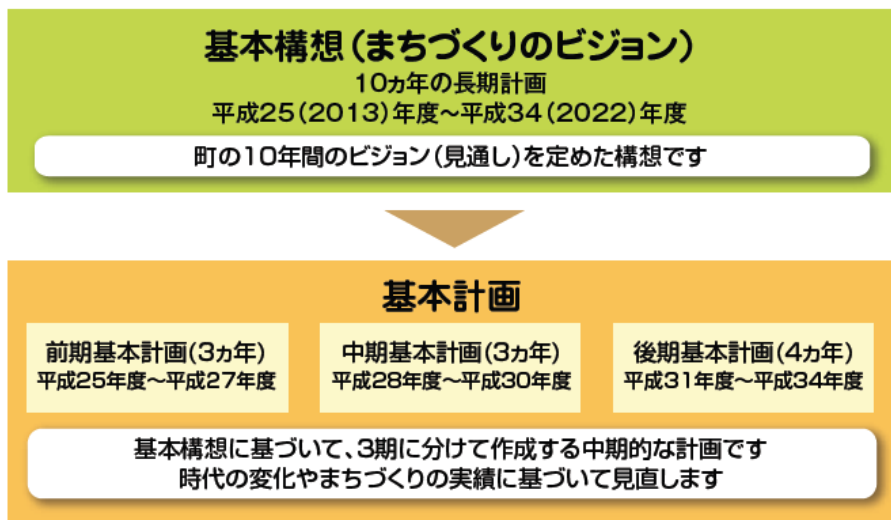 基本構想（まちづくりのビジョン）
10ヵ年の長期計画
平成25（2013）年度～平成34（2022）年度
町の10年間のビジョン（見通し）を定めた構想です
基本計画
前期基本計画(3ヵ年)
平成25年度～平成27年度
中期基本計画(3ヵ年)
平成28年度～平成30年度
後期基本計画(4ヵ年)
平成31年度～平成34年度
基本構想に基づいて、3期に分けて作成する中期的な計画です
時代の変化やまちづくりの実績に基づいて見直します